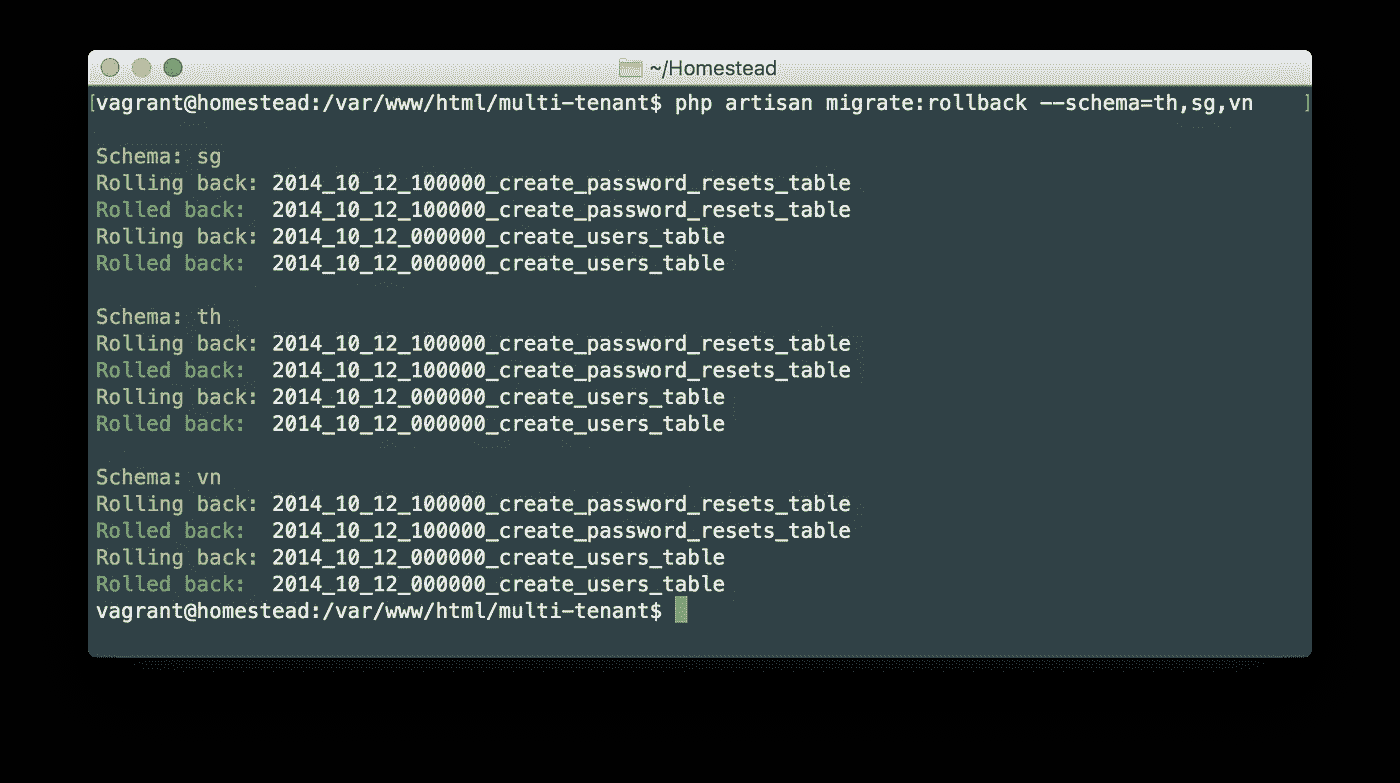 ~/Homestead
[vagrant@homestead:/var/www/html/multi-tenant$ php artisan migrate:rollback --schema=th,sg,vn ]
Schema: sg
Rolling back: 2014_10_12_100000_create_password_resets_table
Rolled back:  2014_10_12_100000_create_password_resets_table
Rolling back: 2014_10_12_000000_create_users_table
Rolled back:  2014_10_12_000000_create_users_table
Schema: th
Rolling back: 2014_10_12_100000_create_password_resets_table
Rolled back:  2014_10_12_100000_create_password_resets_table
Rolling back: 2014_10_12_000000_create_users_table
Rolled back:  2014_10_12_000000_create_users_table
Schema: vn
Rolling back: 2014_10_12_100000_create_password_resets_table
Rolled back:  2014_10_12_100000_create_password_resets_table
Rolling back: 2014_10_12_000000_create_users_table
Rolled back:  2014_10_12_000000_create_users_table
vagrant@homestead:/var/www/html/multi-tenant$